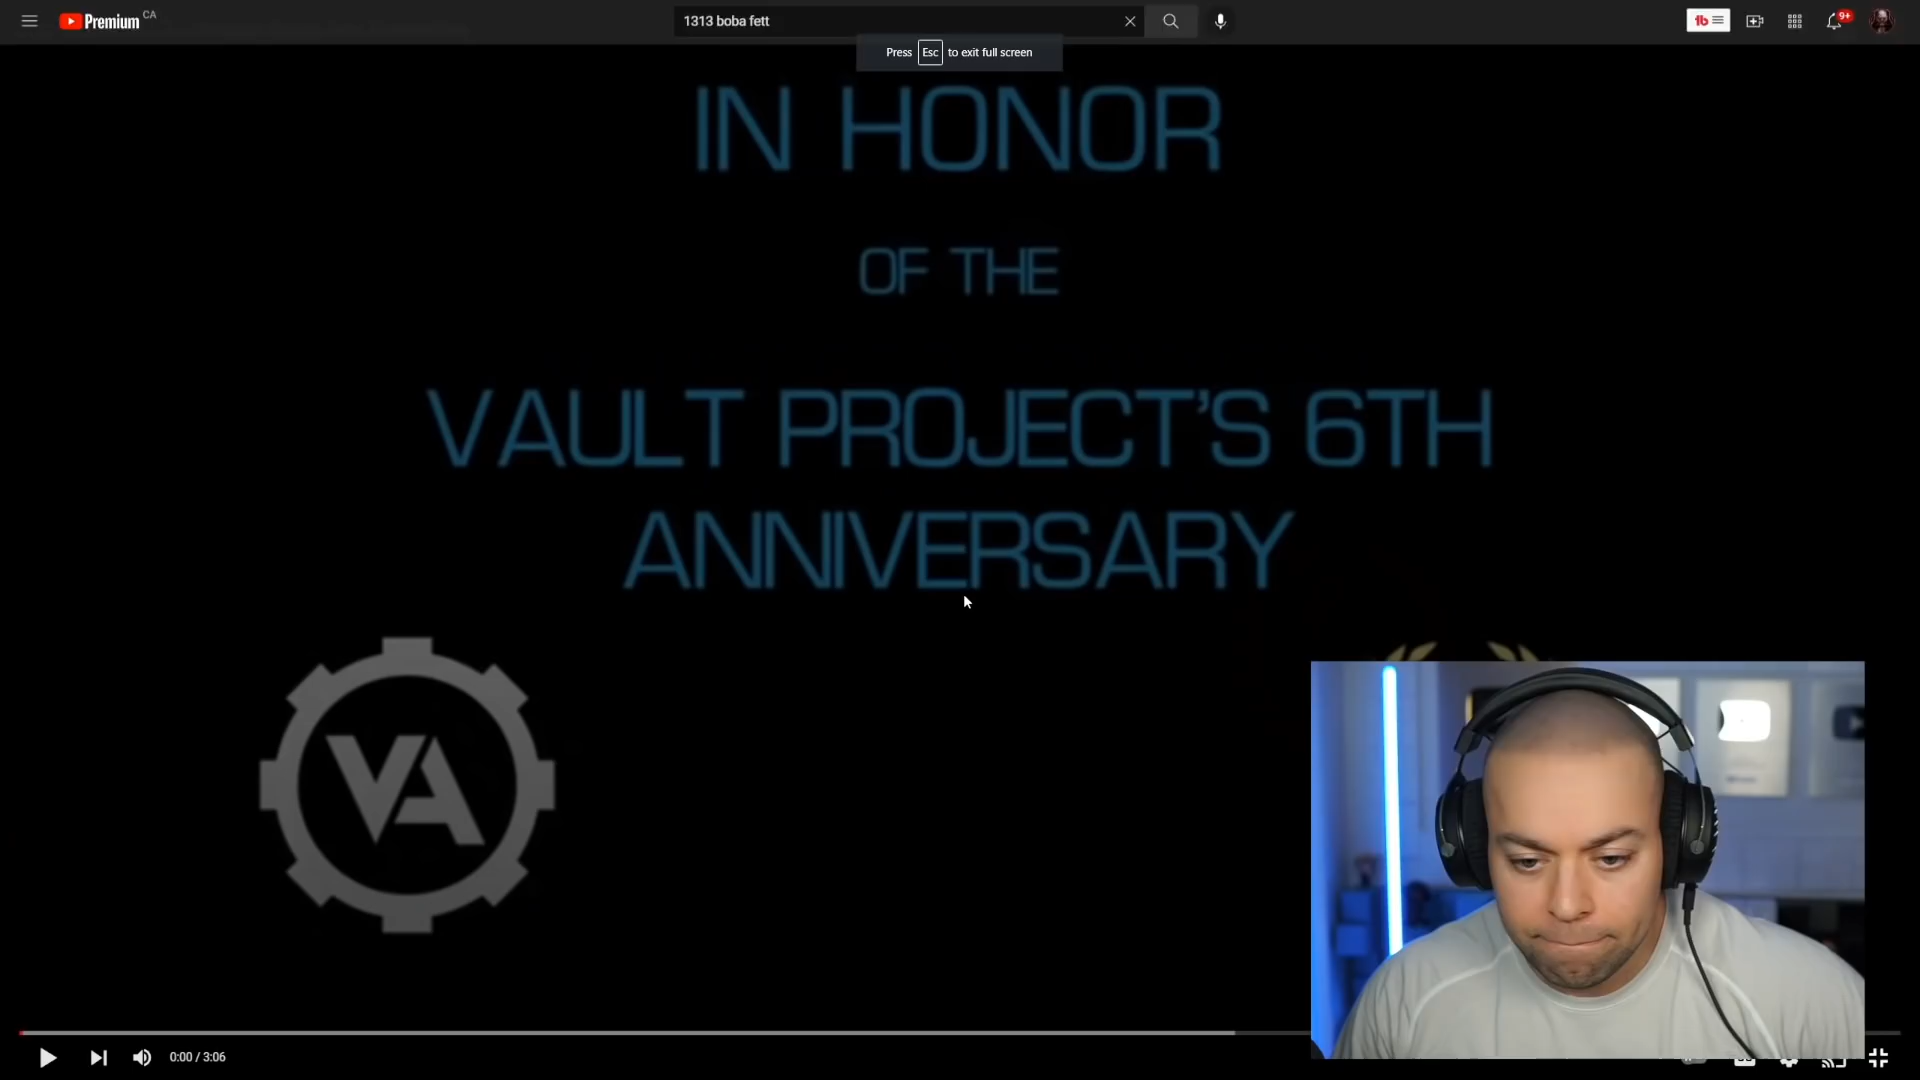 Premium CA
1313 boba fett
9+
Press Esc to exit full screen
IN HONOR
OF THE
VAULT PROJECT'S 6TH
ANNIVERSARY
VA
0:00 / 3:06